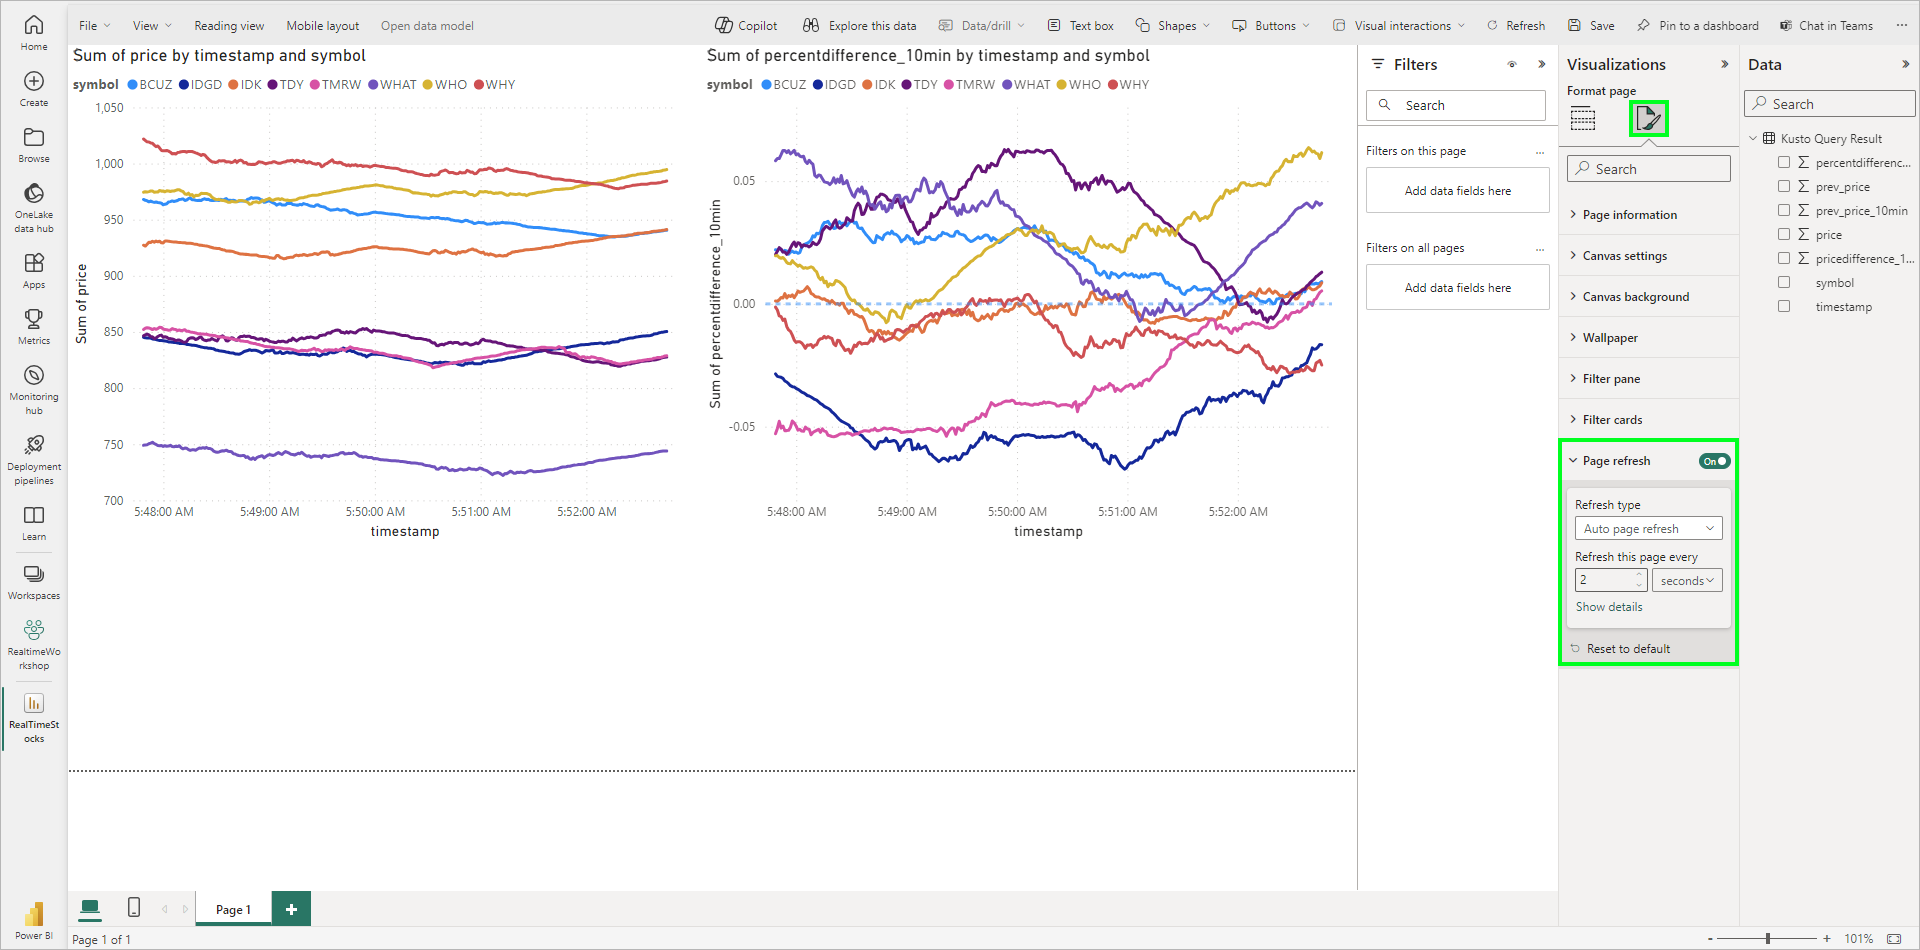 File
View
Reading view
Mobile layout
Open data model
Copilot
Explore this data
Data/drill
Text box
Shapes
Buttons
Visual interactions
Refresh
Save
Pin to a dashboard
Chat in Teams
...
Home
Create
Browse
OneLake
data hub
Apps
Metrics
Monitoring
hub
Deployment
pipelines
Learn
Workspaces
RealtimeWo
rkshop
RealTimeSt
ocks
Power BI
Sum of price by timestamp and symbol
symbol BCUZ IDGD IDK TDY TMRW WHAT WHO WHY
1,050
1,000
950
900
850
800
750
700
Sum of price
5:48:00 AM 5:49:00 AM 5:50:00 AM 5:51:00 AM 5:52:00 AM
timestamp
Sum of percentdifference_10min by timestamp and symbol
symbol BCUZ IDGD IDK TDY TMRW WHAT WHO WHY
0.05
0.00
-0.05
Sum of percentdifference_10min
5:48:00 AM 5:49:00 AM 5:50:00 AM 5:51:00 AM 5:52:00 AM
timestamp
Filters
Search
Filters on this page ...
Add data fields here
Filters on all pages ...
Add data fields here
Visualizations
Format page
Search
Page information
Canvas settings
Canvas background
Wallpaper
Filter pane
Filter cards
Page refresh On
Refresh type
Auto page refresh
Refresh this page every
2 seconds
Show details
Reset to default
Data
Search
Kusto Query Result
percentdifferenc...
prev_price
prev_price_10min
price
pricedifference_1...
symbol
timestamp
Page 1
+
Page 1 of 1
- + 101%